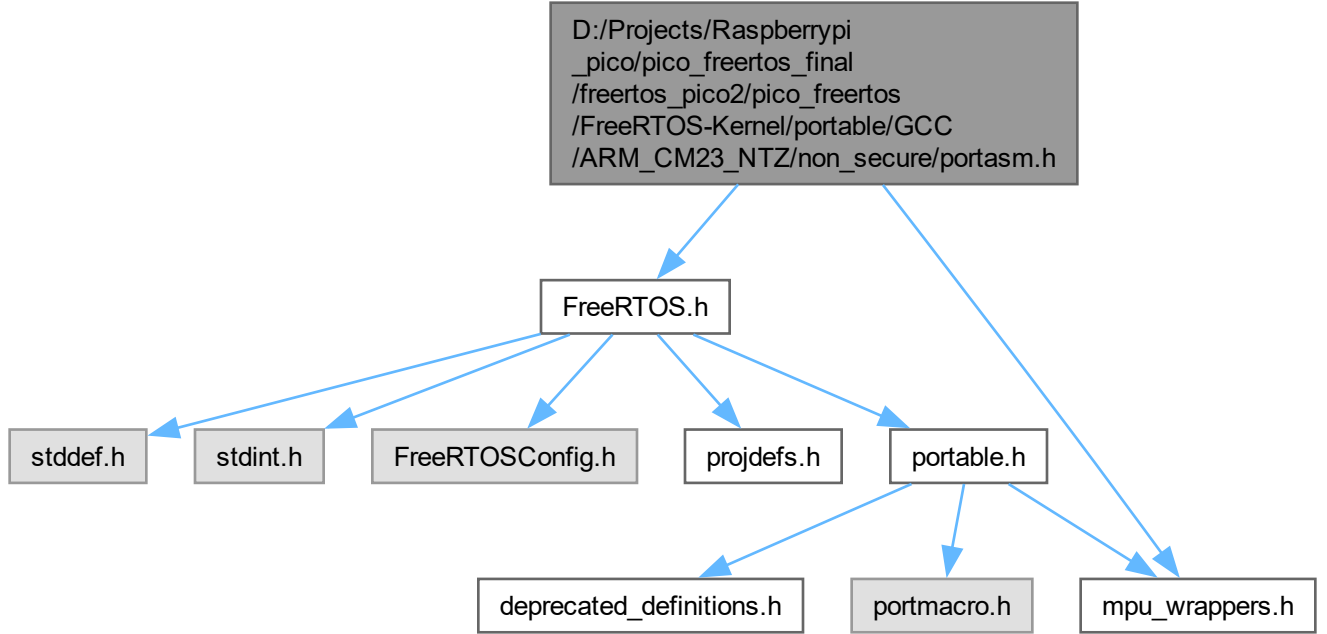 D:/Projects/Raspberrypi
_pico/pico_freertos_final
/freertos_pico2/pico_freertos
/FreeRTOS-Kernel/portable/GCC
/ARM_CM23_NTZ/non_secure/portasm.h
FreeRTOS.h
stddef.h
stdint.h
FreeRTOSConfig.h
projdefs.h
portable.h
deprecated_definitions.h
portmacro.h
mpu_wrappers.h